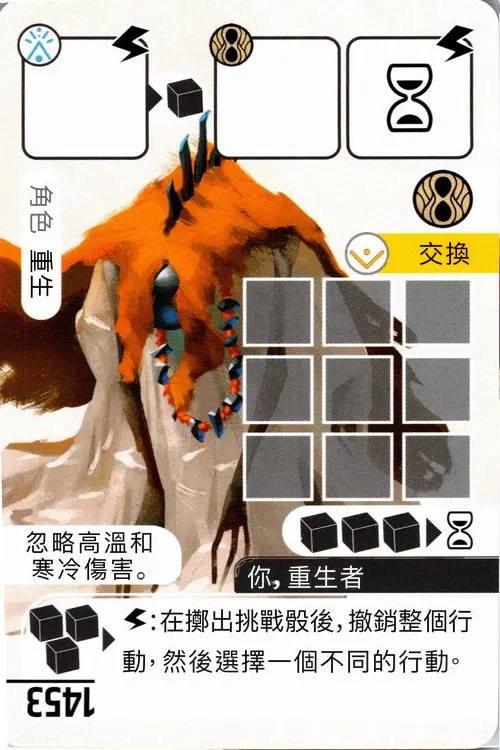 角色 重生
交換
忽略高溫和
寒冷傷害。
你，重生者
：在擲出挑戰骰後，撤銷整個行
動，然後選擇一個不同的行動。
1453